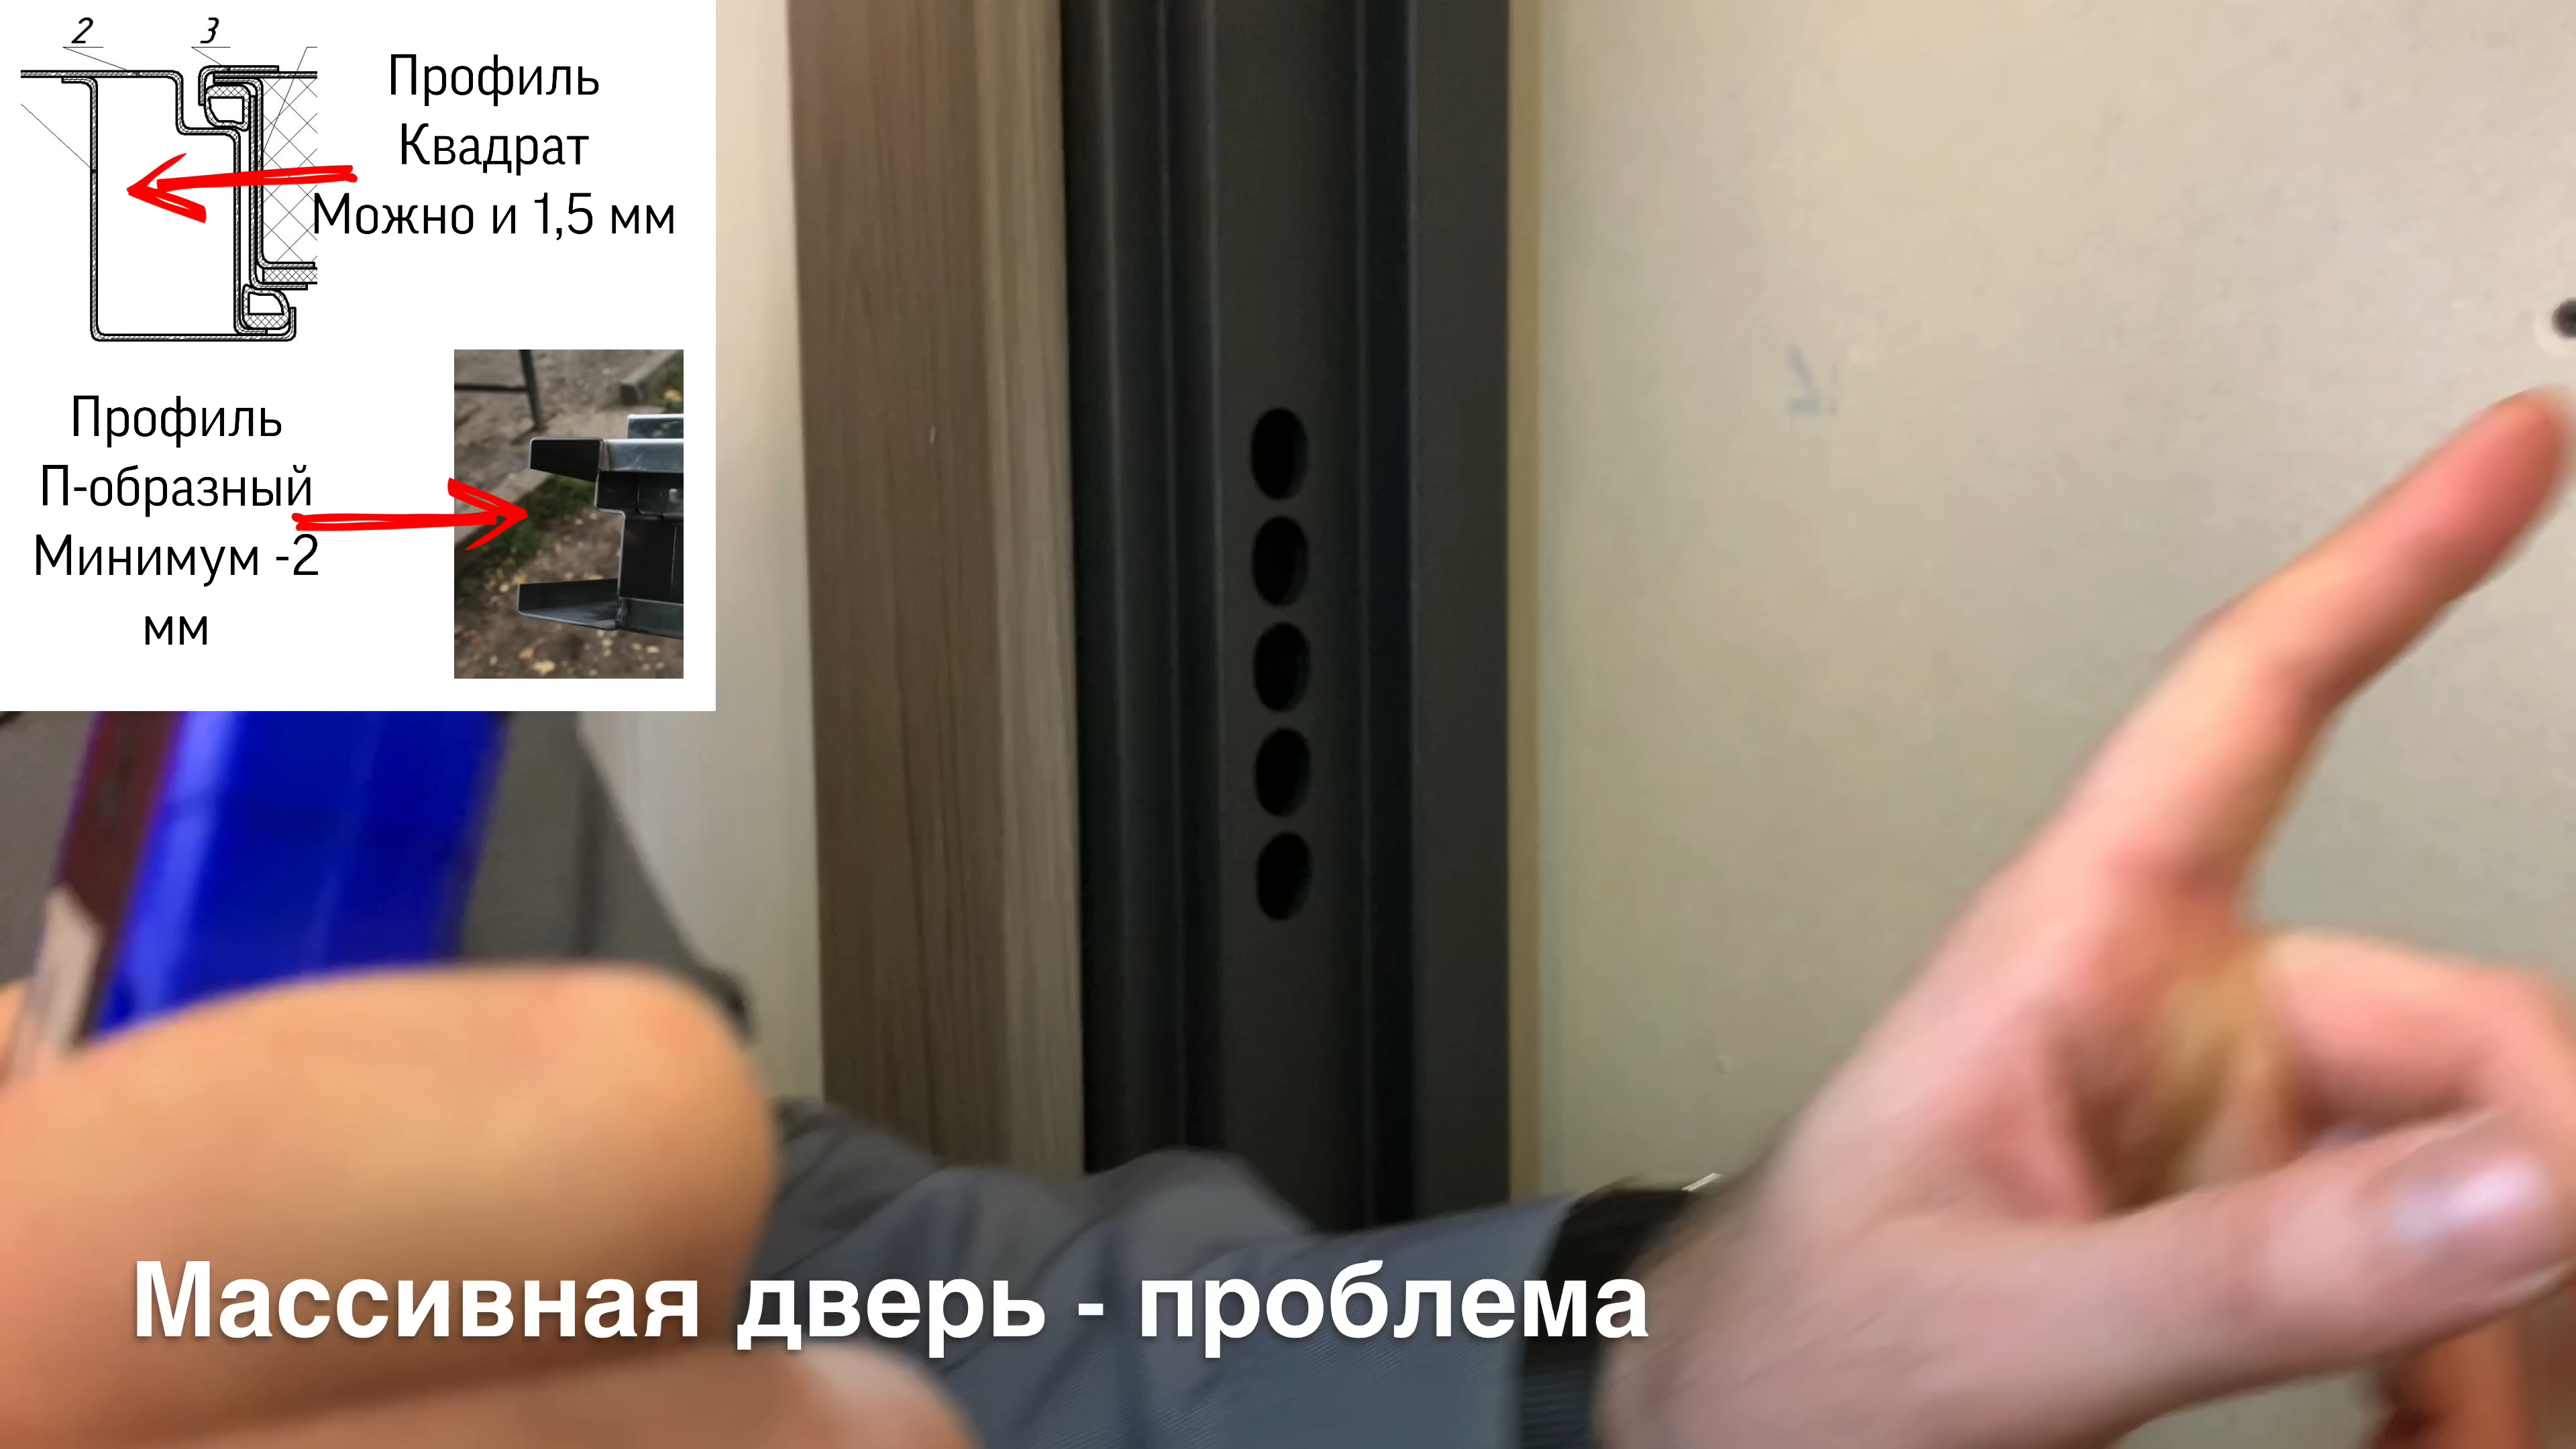 2 3
Профиль
Квадрат
Можно и 1,5 мм
Профиль
П-образный
Минимум -2
мм
Массивная дверь - проблема